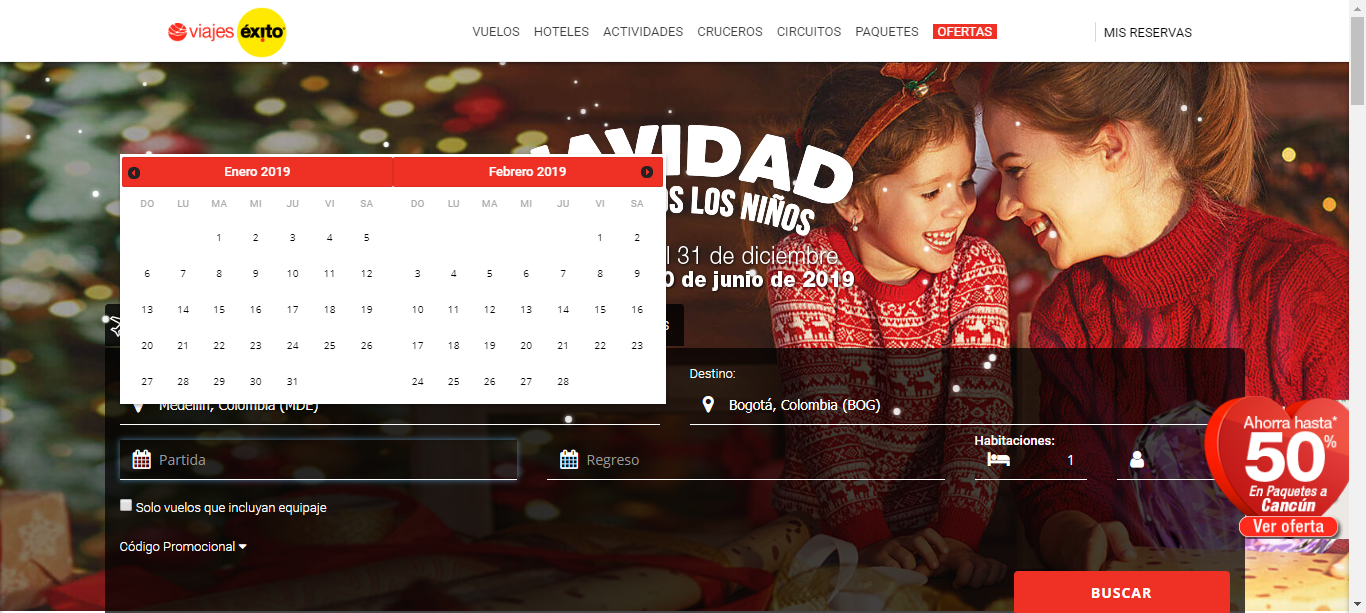 viajes éxito
VUELOS HOTELES ACTIVIDADES CRUCEROS CIRCUITOS PAQUETES OFERTAS MIS RESERVAS
LOS NIÑOS
31 de diciembre
0 de junio de 2019
Enero 2019
DO LU MA MI JU VI SA
1 2 3 4 5
6 7 8 9 10 11 12
13 14 15 16 17 18 19
20 21 22 23 24 25 26
27 28 29 30 31
Febrero 2019
DO LU MA MI JU VI SA
1 2
3 4 5 6 7 8 9
10 11 12 13 14 15 16
17 18 19 20 21 22 23
24 25 26 27 28
Medellín, Colombia (MDE)
Destino:
Bogotá, Colombia (BOG)
Partida
Regreso
Habitaciones:
1
Solo vuelos que incluyan equipaje
Código Promocional
BUSCAR
Ahorra hasta*
50%
En Paquetes a
Cancún
Ver oferta